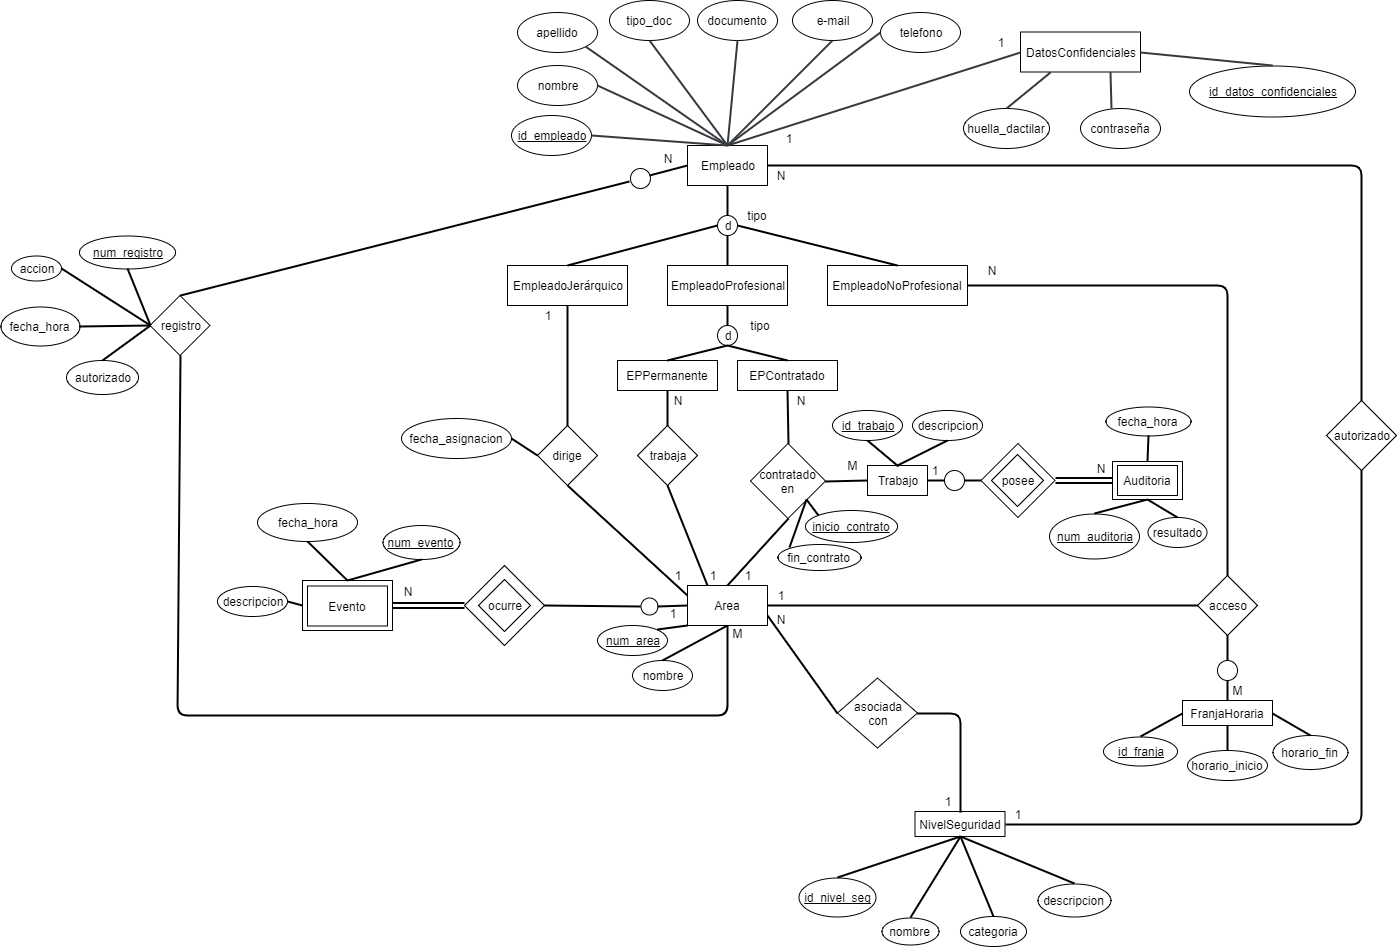 tipo_doc
documento
e-mail
apellido
telefono
1
DatosConfidenciales
nombre
id_datos_confidenciales
huella_dactilar
contraseña
id_empleado
1
N
Empleado
N
tipo
d
num_registro
accion
EmpleadoJerárquico
EmpleadoProfesional
EmpleadoNoProfesional
N
1
fecha_hora
registro
d
tipo
autorizado
EPPermanente
EPContratado
N
N
fecha_asignacion
id_trabajo
descripcion
fecha_hora
autorizado
dirige
trabaja
contratado
en
M
Trabajo
1
posee
N
Auditoria
fecha_hora
num_evento
inicio_contrato
fin_contrato
num_auditoria
resultado
1
1
1
descripcion
Evento
N
ocurre
1
Area
1
acceso
N
M
num_area
nombre
M
asociada
con
FranjaHoraria
id_franja
horario_inicio
horario_fin
1
NivelSeguridad
1
id_nivel_seg
nombre
categoria
descripcion